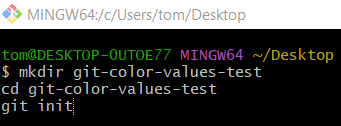 MINGW64:/c/Users/tom/Desktop
tom@DESKTOP-OUTOE77 MINGW64 ~/Desktop
$ mkdir git-color-values-test
cd git-color-values-test
git init